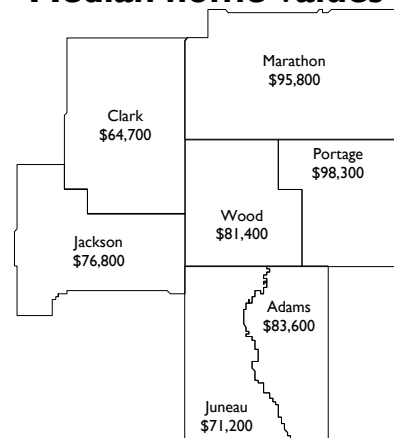 Median home values
Marathon
$95,800
Clark
$64,700
Portage
$98,300
Wood
$81,400
Jackson
$76,800
Adams
$83,600
Juneau
$71,200